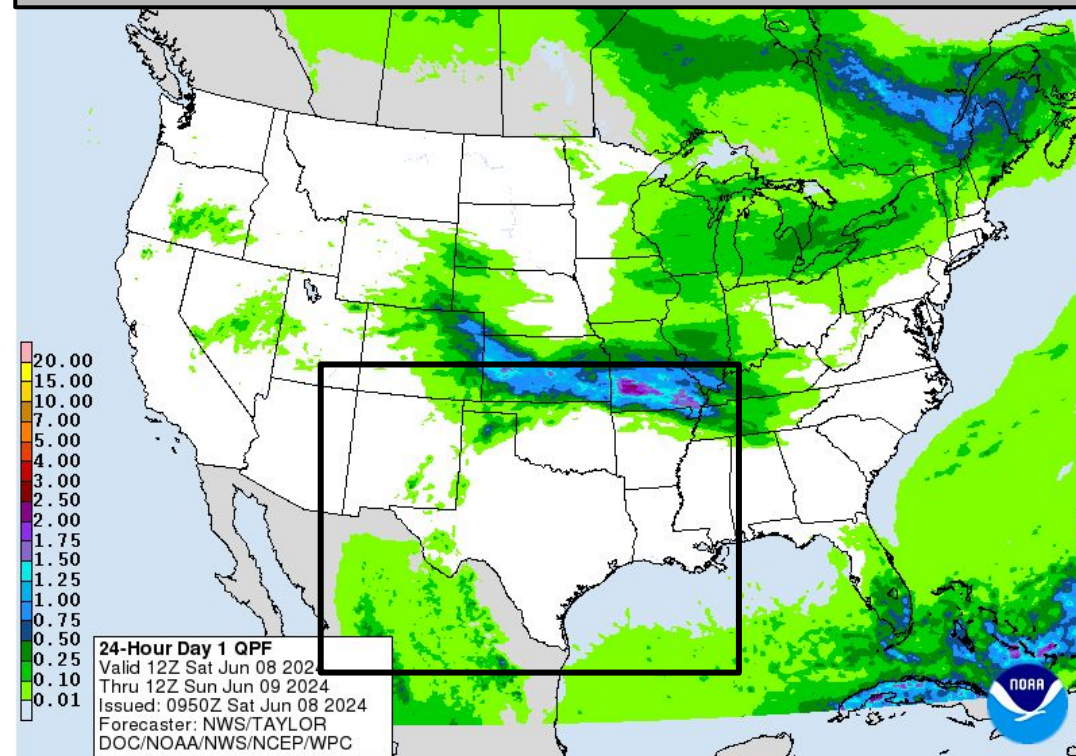 20.00
15.00
10.00
7.00
5.00
4.00
3.00
2.50
2.00
1.75
1.50
1.25
1.00
0.75
0.50
0.25
0.10
0.01
24-Hour Day 1 QPF
Valid 12Z Sat Jun 08 2024
Thru 12Z Sun Jun 09 2024
Issued: 0950Z Sat Jun 08 2024
Forecaster: NWS/TAYLOR
DOC/NOAA/NWS/NCEP/WPC
NOAA